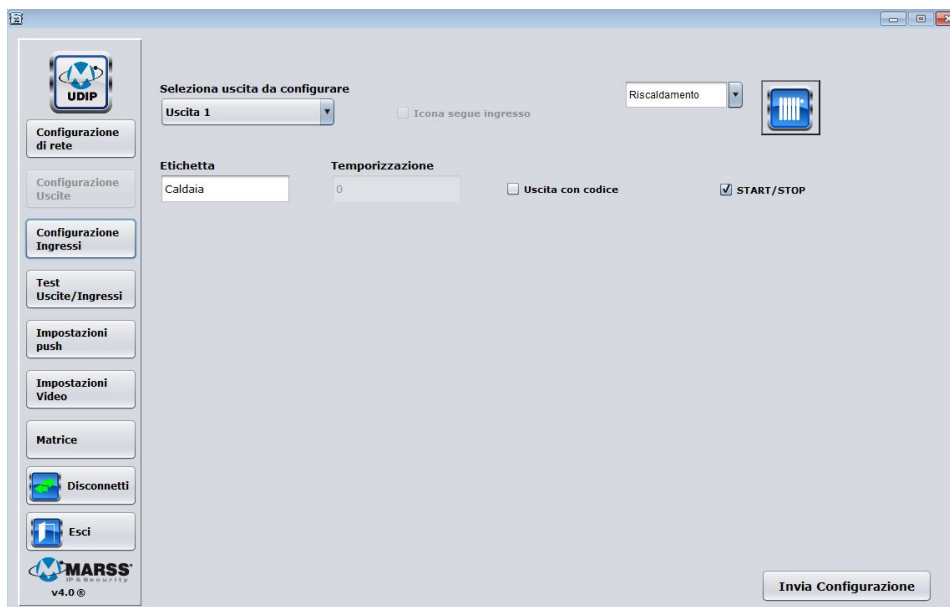 UDIP
Configurazione
di rete
Configurazione
Uscite
Configurazione
Ingressi
Test
Uscite/Ingressi
Impostazioni
push
Impostazioni
Video
Matrice
Disconnetti
Esci
MARSS
IP & Security
v4.0 ®
Seleziona uscita da configurare
Uscita 1
Icona segue ingresso
Riscaldamento
Etichetta
Temporizzazione
Caldaia
0
Uscita con codice
START/STOP
Invia Configurazione